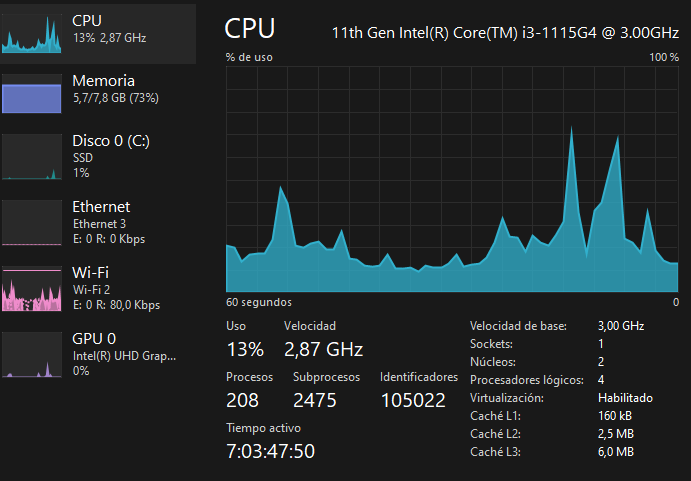 CPU
13% 2,87 GHz
Memoria
5,7/7,8 GB (73%)
Disco 0 (C:)
SSD
1%
Ethernet
Ethernet 3
E: 0 R: 0 Kbps
Wi-Fi
Wi-Fi 2
E: 0 R: 80,0 Kbps
GPU 0
Intel(R) UHD Grap...
0%
CPU
11th Gen Intel(R) Core(TM) i3-1115G4 @ 3.00GHz
% de uso
100 %
60 segundos
0
Uso
Velocidad
13%
2,87 GHz
Procesos
Subprocesos
Identificadores
208
2475
105022
Tiempo activo
7:03:47:50
Velocidad de base:
3,00 GHz
Sockets:
1
Núcleos:
2
Procesadores lógicos:
4
Virtualización:
Habilitado
Caché L1:
160 kB
Caché L2:
2,5 MB
Caché L3:
6,0 MB